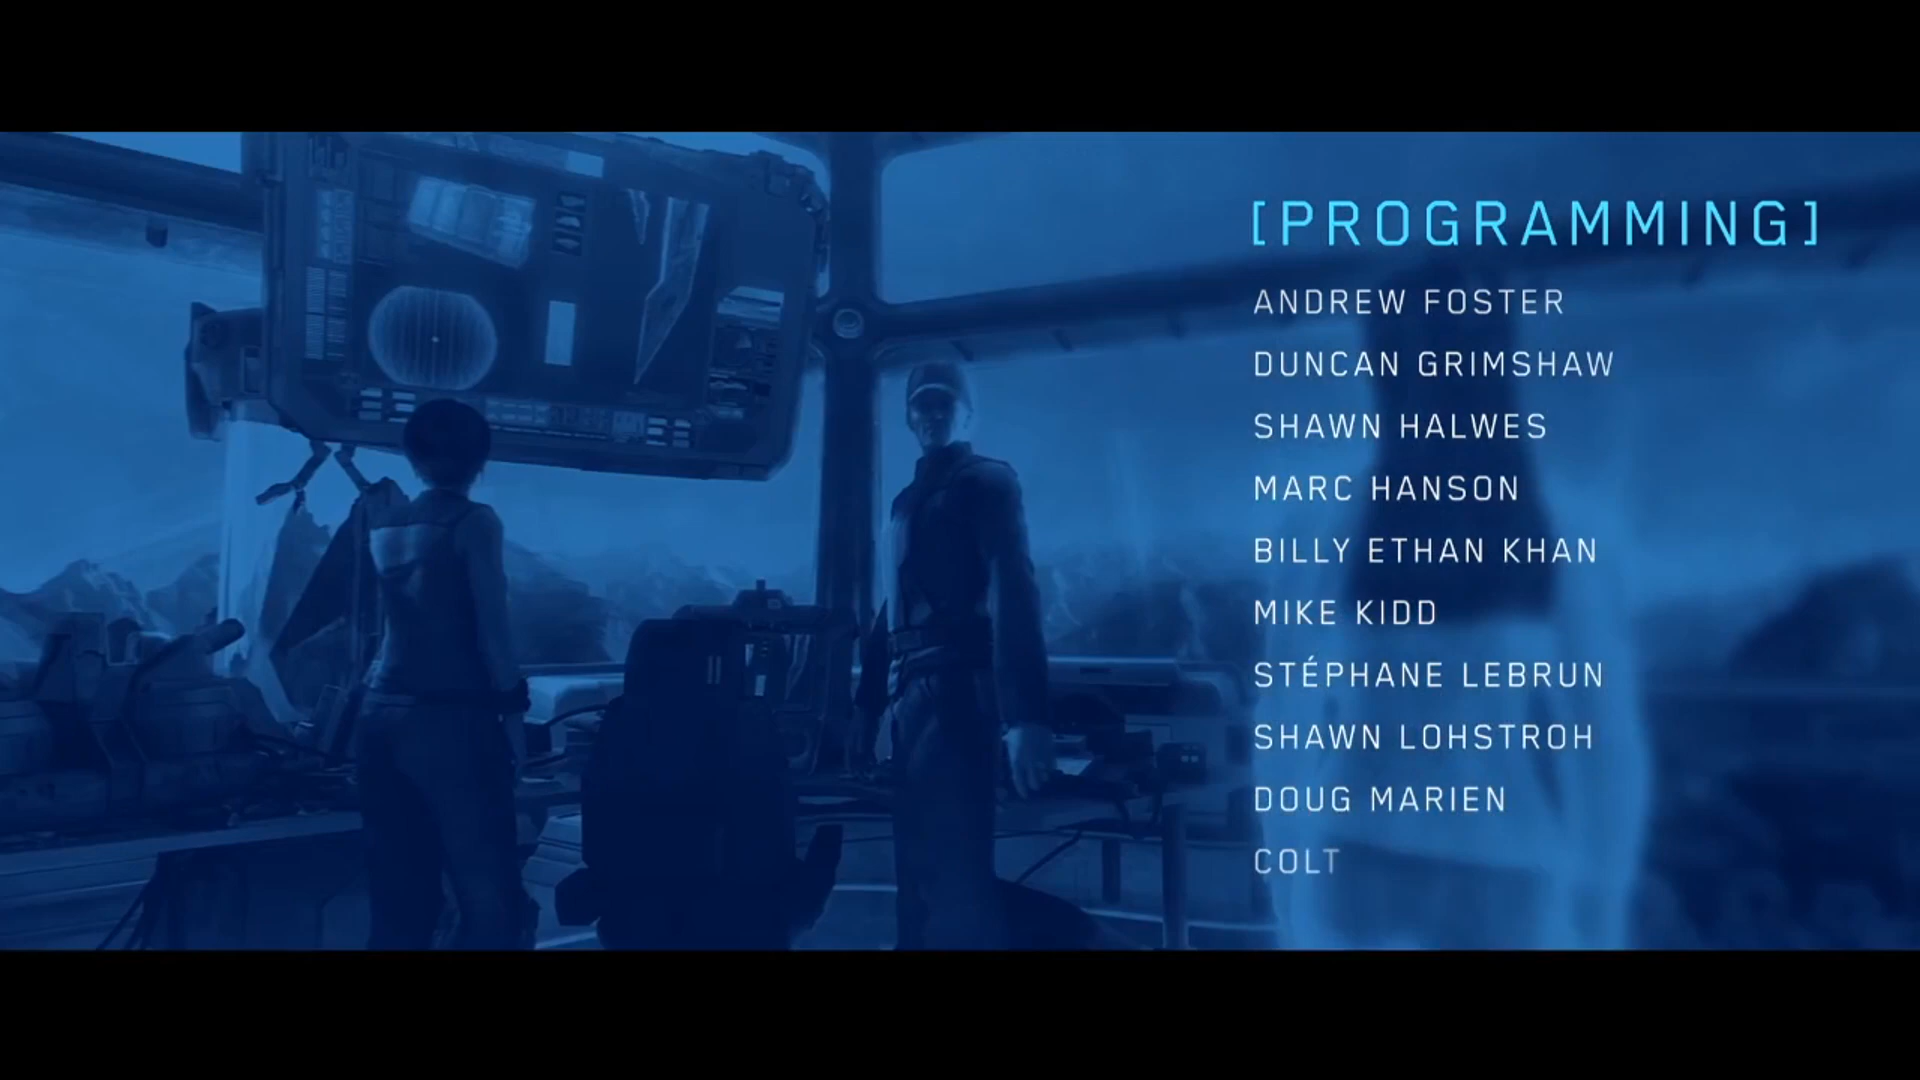 [PROGRAMMING]
ANDREW FOSTER
DUNCAN GRIMSHAW
SHAWN HALWES
MARC HANSON
BILLY ETHAN KHAN
MIKE KIDD
STÉPHANE LEBRUN
SHAWN LOHSTROH
DOUG MARIEN
COLT